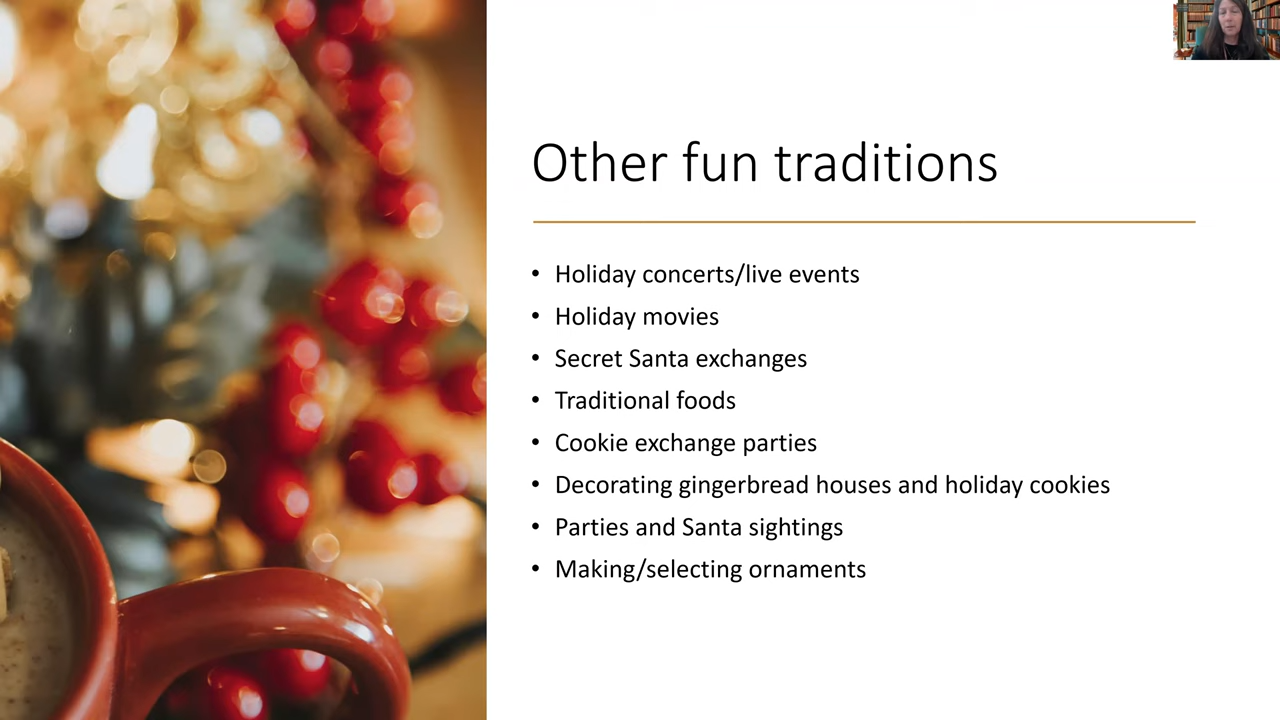 Other fun traditions
• Holiday concerts/live events
• Holiday movies
• Secret Santa exchanges
• Traditional foods
• Cookie exchange parties
• Decorating gingerbread houses and holiday cookies
• Parties and Santa sightings
• Making/selecting ornaments